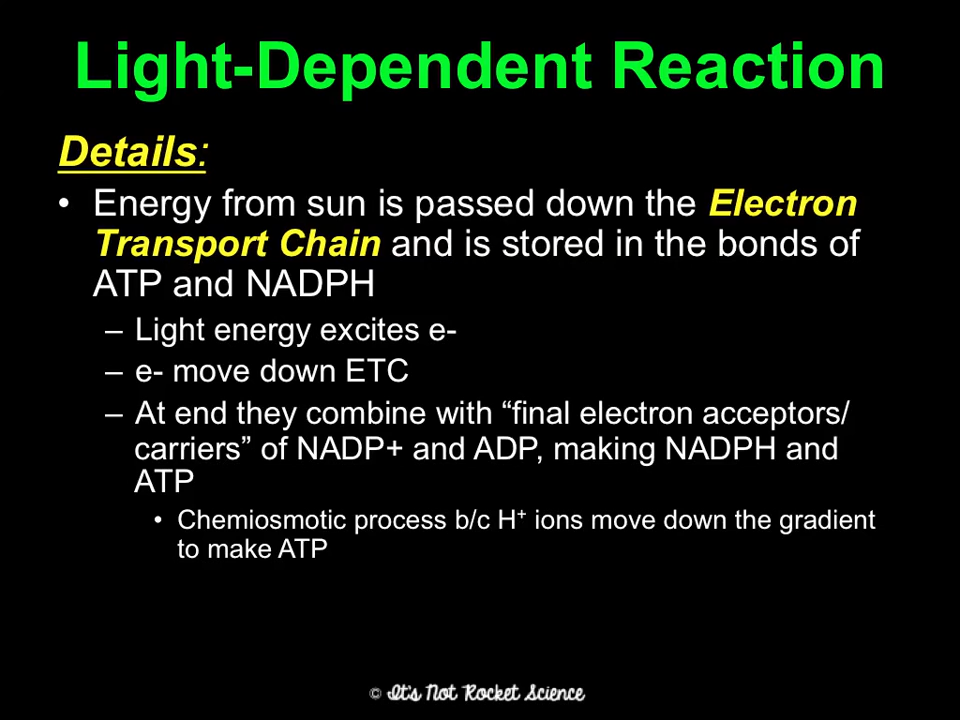 Light-Dependent Reaction
Details:
• Energy from sun is passed down the Electron
Transport Chain and is stored in the bonds of
ATP and NADPH
– Light energy excites e-
– e- move down ETC
– At end they combine with “final electron acceptors/
carriers” of NADP+ and ADP, making NADPH and
ATP
• Chemiosmotic process b/c H⁺ ions move down the gradient
to make ATP
© It's Not Rocket Science